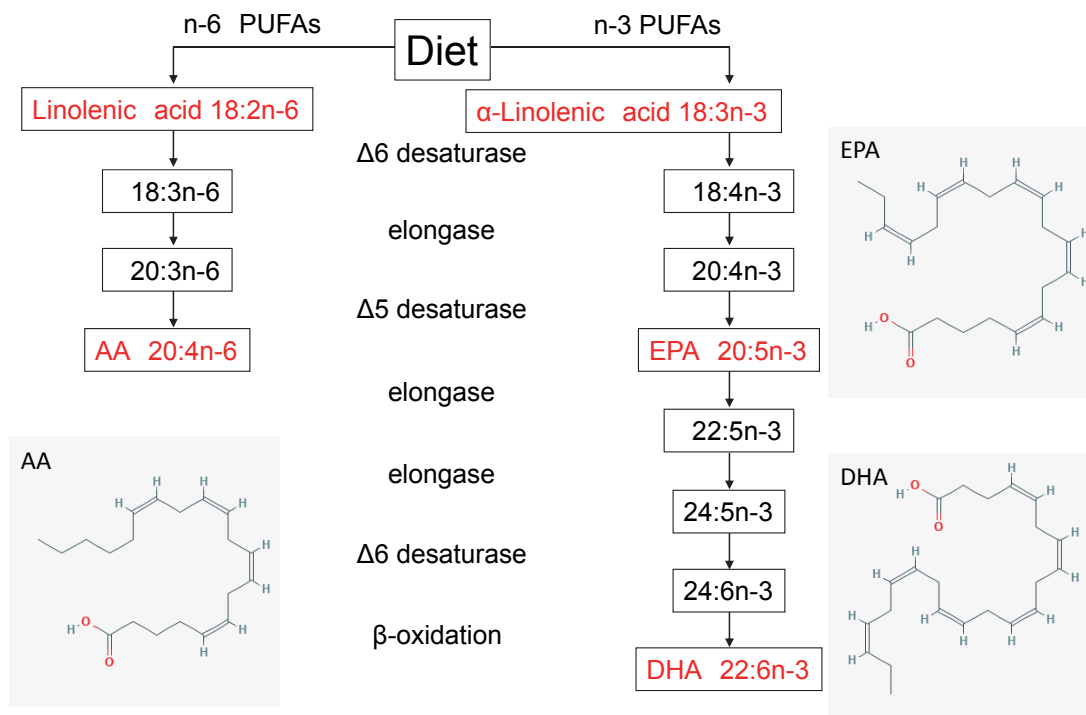 n-6 PUFAs
Diet
n-3 PUFAs
Linolenic acid 18:2n-6
α-Linolenic acid 18:3n-3
Δ6 desaturase
18:3n-6
18:4n-3
elongase
20:3n-6
20:4n-3
Δ5 desaturase
AA 20:4n-6
EPA 20:5n-3
elongase
22:5n-3
elongase
24:5n-3
Δ6 desaturase
24:6n-3
β-oxidation
DHA 22:6n-3
EPA
H H H H
H
H
H
H
H
H
H O
O
AA
H H H H
H
H
H
H
H O
O
DHA
H
H
H O
O
H
H
H
H
H
H
H
H
H
H